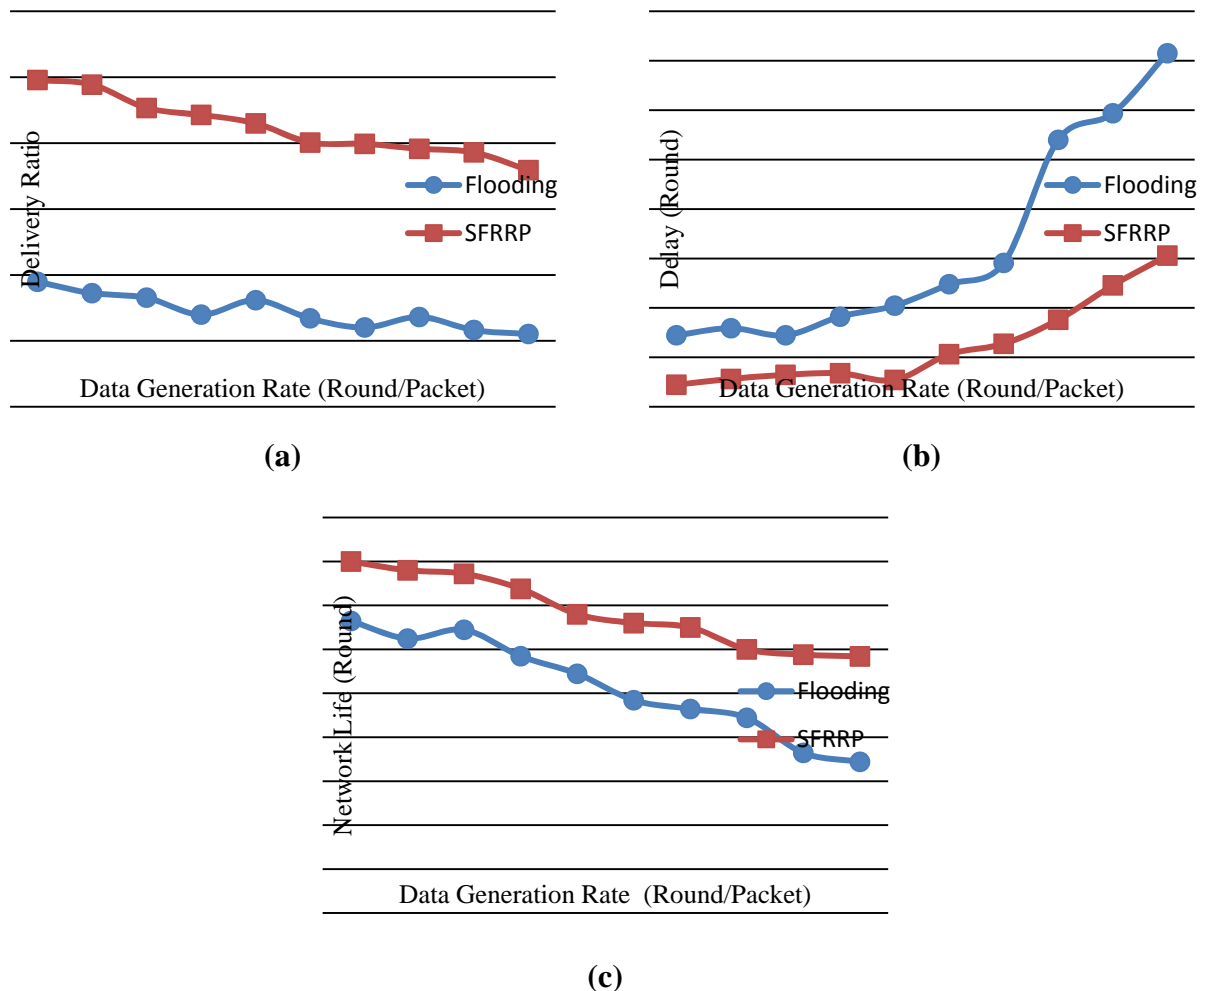 Delivery Ratio
Flooding
SFRRP
Data Generation Rate (Round/Packet)
(a)
Delay (Round)
Flooding
SFRRP
Data Generation Rate (Round/Packet)
(b)
Network Life (Round)
Flooding
SFRRP
Data Generation Rate (Round/Packet)
(c)